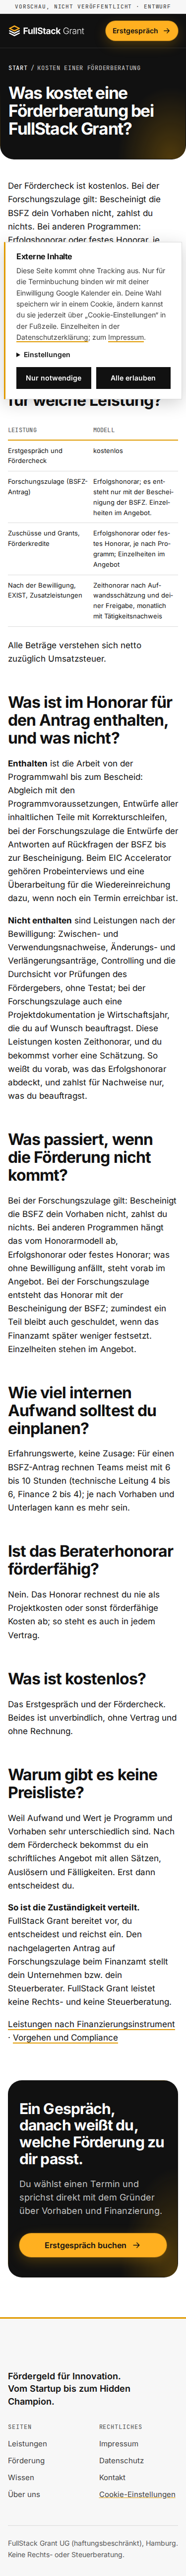 VORSCHAU, NICHT VERÖFFENTLICHT · ENTWURF
FullStack Grant
Erstgespräch →
START / KOSTEN EINER FÖRDERBERATUNG
Was kostet eine
Förderberatung bei
FullStack Grant?
Der Fördercheck ist kostenlos. Bei der
Forschungszulage gilt: Bescheinigt die
BSFZ dein Vorhaben nicht, zahlst du
nichts. Bei anderen Programmen:
Erfolgshonorar oder festes Honorar, je
Externe Inhalte
Diese Seite kommt ohne Tracking aus. Nur für
die Terminbuchung binden wir mit deiner
Einwilligung Google Kalender ein. Deine Wahl
speichern wir in einem Cookie, ändern kannst
du sie jederzeit über „Cookie-Einstellungen“ in
der Fußzeile. Einzelheiten in der
Datenschutzerklärung; zum Impressum.
▶ Einstellungen
Nur notwendige
Alle erlauben
für welche Leistung?
LEISTUNG MODELL
Erstgespräch und
Fördercheck
kostenlos
Forschungszulage (BSFZ-
Antrag)
Erfolgshonorar; es ent-
steht nur mit der Beschei-
nigung der BSFZ. Einzel-
heiten im Angebot.
Zuschüsse und Grants,
Förderkredite
Erfolgshonorar oder fes-
tes Honorar, je nach Pro-
gramm; Einzelheiten im
Angebot
Nach der Bewilligung,
EXIST, Zusatzleistungen
Zeithonorar nach Auf-
wandsschätzung und dei-
ner Freigabe, monatlich
mit Tätigkeitsnachweis
Alle Beträge verstehen sich netto
zuzüglich Umsatzsteuer.
Was ist im Honorar für
den Antrag enthalten,
und was nicht?
Enthalten ist die Arbeit von der
Programmwahl bis zum Bescheid:
Abgleich mit den
Programmvoraussetzungen, Entwürfe aller
inhaltlichen Teile mit Korrekturschleifen,
bei der Forschungszulage die Entwürfe der
Antworten auf Rückfragen der BSFZ bis
zur Bescheinigung. Beim EIC Accelerator
gehören Probeinterviews und eine
Überarbeitung für die Wiedereinreichung
dazu, wenn noch ein Termin erreichbar ist.
Nicht enthalten sind Leistungen nach der
Bewilligung: Zwischen- und
Verwendungsnachweise, Änderungs- und
Verlängerungsanträge, Controlling und die
Durchsicht vor Prüfungen des
Fördergebers, ohne Testat; bei der
Forschungszulage auch eine
Projektdokumentation je Wirtschaftsjahr,
die du auf Wunsch beauftragst. Diese
Leistungen kosten Zeithonorar, und du
bekommst vorher eine Schätzung. So
weißt du vorab, was das Erfolgshonorar
abdeckt, und zahlst für Nachweise nur,
was du beauftragst.
Was passiert, wenn
die Förderung nicht
kommt?
Bei der Forschungszulage gilt: Bescheinigt
die BSFZ dein Vorhaben nicht, zahlst du
nichts. Bei anderen Programmen hängt
das vom Honorarmodell ab,
Erfolgshonorar oder festes Honorar; was
ohne Bewilligung anfällt, steht vorab im
Angebot. Bei der Forschungszulage
entsteht das Honorar mit der
Bescheinigung der BSFZ; zumindest ein
Teil bleibt auch geschuldet, wenn das
Finanzamt später weniger festsetzt.
Einzelheiten stehen im Angebot.
Wie viel internen
Aufwand solltest du
einplanen?
Erfahrungswerte, keine Zusage: Für einen
BSFZ-Antrag rechnen Teams meist mit 6
bis 10 Stunden (technische Leitung 4 bis
6, Finance 2 bis 4); je nach Vorhaben und
Unterlagen kann es mehr sein.
Ist das Beraterhonorar
förderfähig?
Nein. Das Honorar rechnest du nie als
Projektkosten oder sonst förderfähige
Kosten ab; so steht es auch in jedem
Vertrag.
Was ist kostenlos?
Das Erstgespräch und der Fördercheck.
Beides ist unverbindlich, ohne Vertrag und
ohne Rechnung.
Warum gibt es keine
Preisliste?
Weil Aufwand und Wert je Programm und
Vorhaben sehr unterschiedlich sind. Nach
dem Fördercheck bekommst du ein
schriftliches Angebot mit allen Sätzen,
Auslösern und Fälligkeiten. Erst dann
entscheidest du.
So ist die Zuständigkeit verteilt.
FullStack Grant bereitet vor, du
entscheidest und reichst ein. Den
nachgelagerten Antrag auf
Forschungszulage beim Finanzamt stellt
dein Unternehmen bzw. dein
Steuerberater. FullStack Grant leistet
keine Rechts- und keine Steuerberatung.
Leistungen nach Finanzierungsinstrument
· Vorgehen und Compliance
Ein Gespräch,
danach weißt du,
welche Förderung zu
dir passt.
Du wählst einen Termin und
sprichst direkt mit dem Gründer
über Vorhaben und Finanzierung.
Erstgespräch buchen →
Fördergeld für Innovation.
Vom Startup bis zum Hidden
Champion.
SEITEN RECHTLICHES
Leistungen Impressum
Förderung Datenschutz
Wissen Kontakt
Über uns Cookie-Einstellungen
FullStack Grant UG (haftungsbeschränkt), Hamburg.
Keine Rechts- oder Steuerberatung.